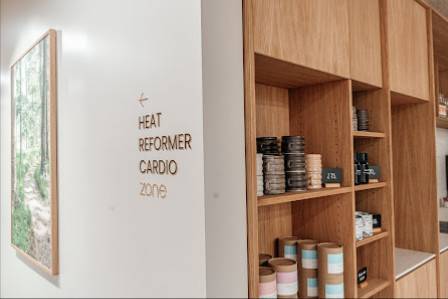 ←
HEAT
REFORMER
CARDIO
zone